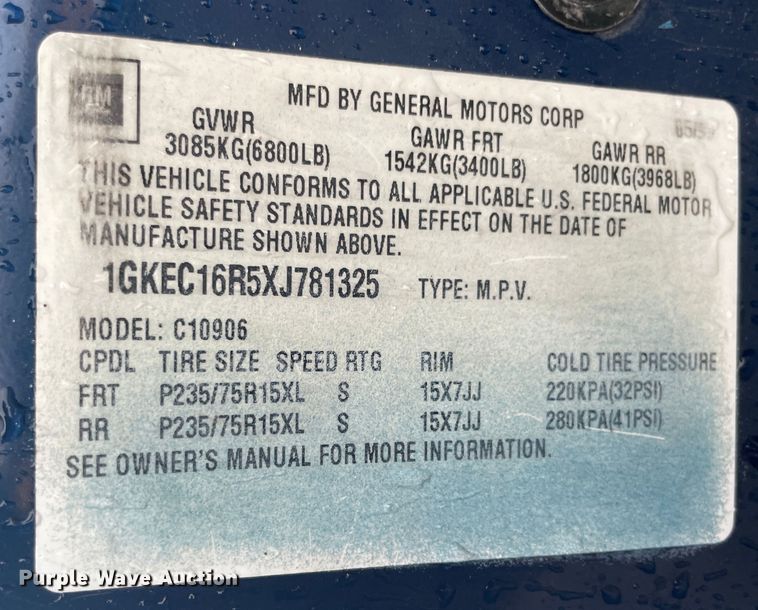 GM
MFD BY GENERAL MOTORS CORP
GVWR GAWR FRT GAWR RR
3085KG(6800LB) 1542KG(3400LB) 1800KG(3968LB)
THIS VEHICLE CONFORMS TO ALL APPLICABLE U.S. FEDERAL MOTOR
VEHICLE SAFETY STANDARDS IN EFFECT ON THE DATE OF
MANUFACTURE SHOWN ABOVE.
1GKEC16R5XJ781325 TYPE: M.P.V.
MODEL: C10906
CPDL TIRE SIZE SPEED RTG RIM COLD TIRE PRESSURE
FRT P235/75R15XL S 15X7JJ 220KPA(32PSI)
RR P235/75R15XL S 15X7JJ 280KPA(41PSI)
SEE OWNER'S MANUAL FOR MORE INFORMATION.
Purple Wave Auction